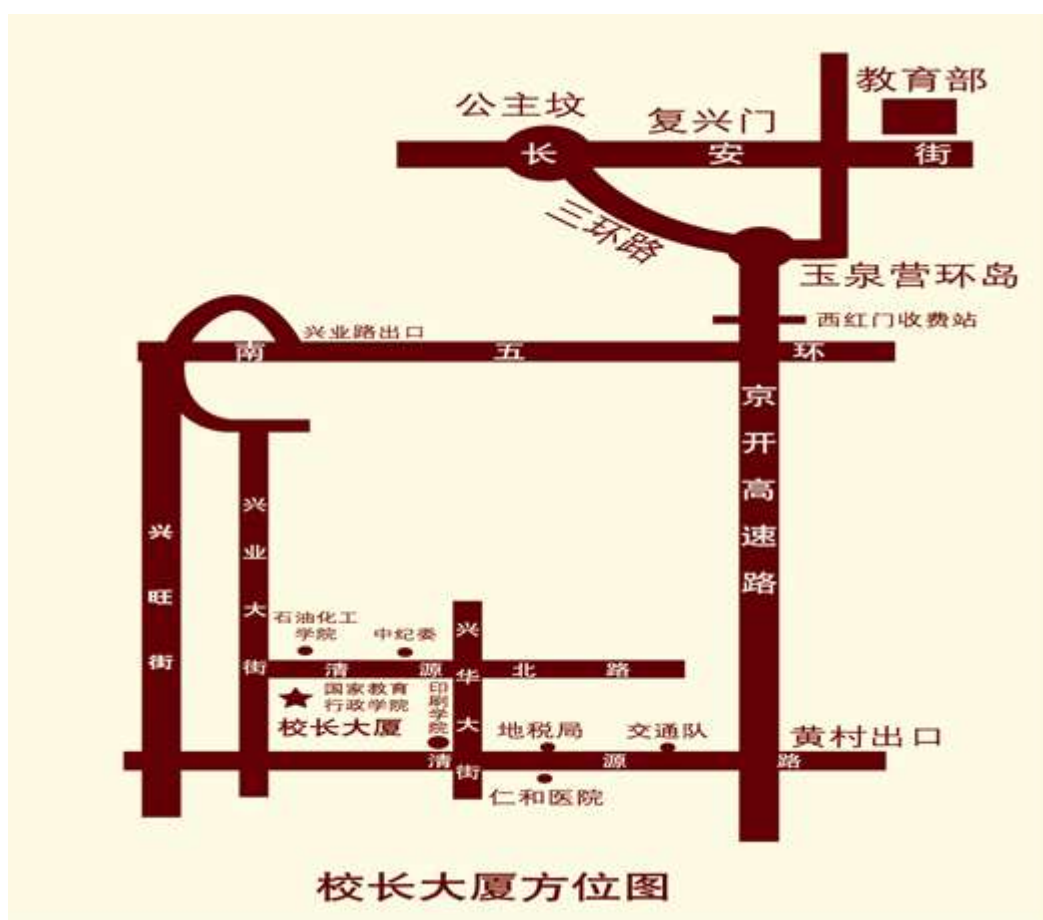 教育部
公主坟
复兴门
长安街
三环路
玉泉营环岛
西红门收费站
兴业路出口
南五环
京开高速路
兴旺街
兴业大街
石油化工
学院
中纪委
兴华大街
清源北路
国家教育
行政学院
印刷学院
校长大厦
地税局
交通队
黄村出口
清源路
仁和医院
校长大厦方位图